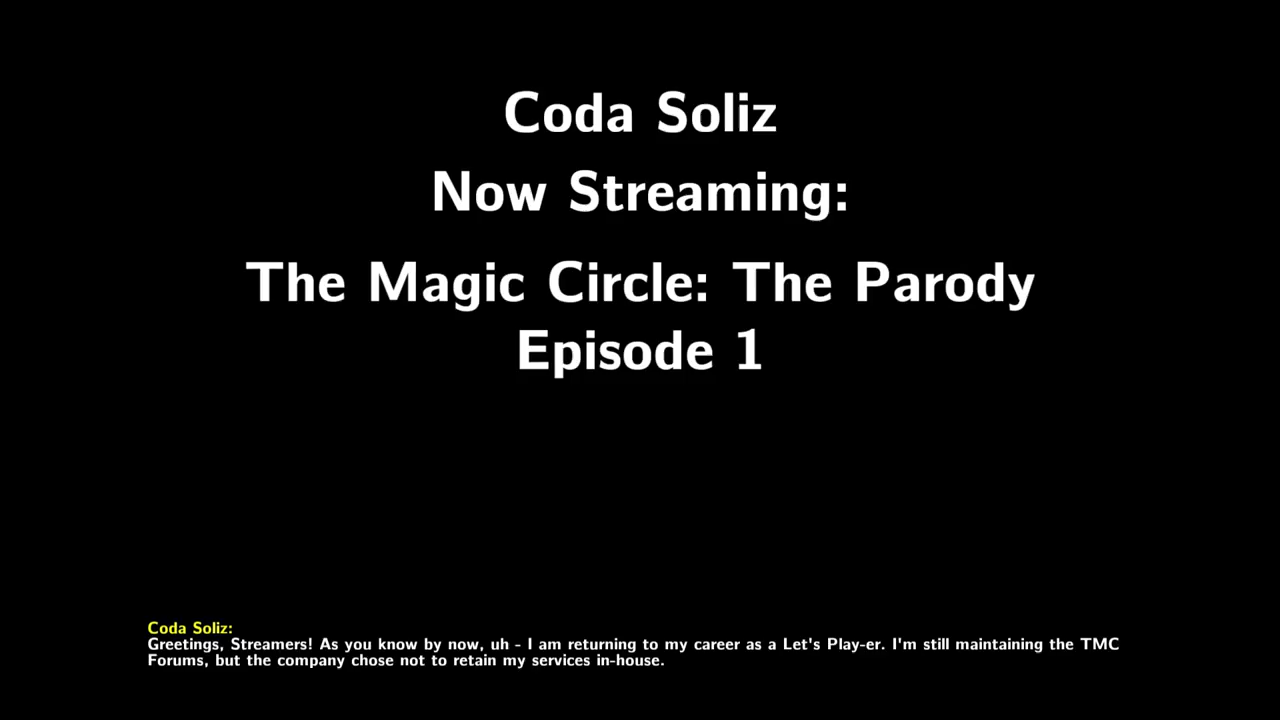 Coda Soliz
Now Streaming:
The Magic Circle: The Parody
Episode 1
Coda Soliz:
Greetings, Streamers! As you know by now, uh - I am returning to my career as a Let's Play-er. I'm still maintaining the TMC
Forums, but the company chose not to retain my services in-house.